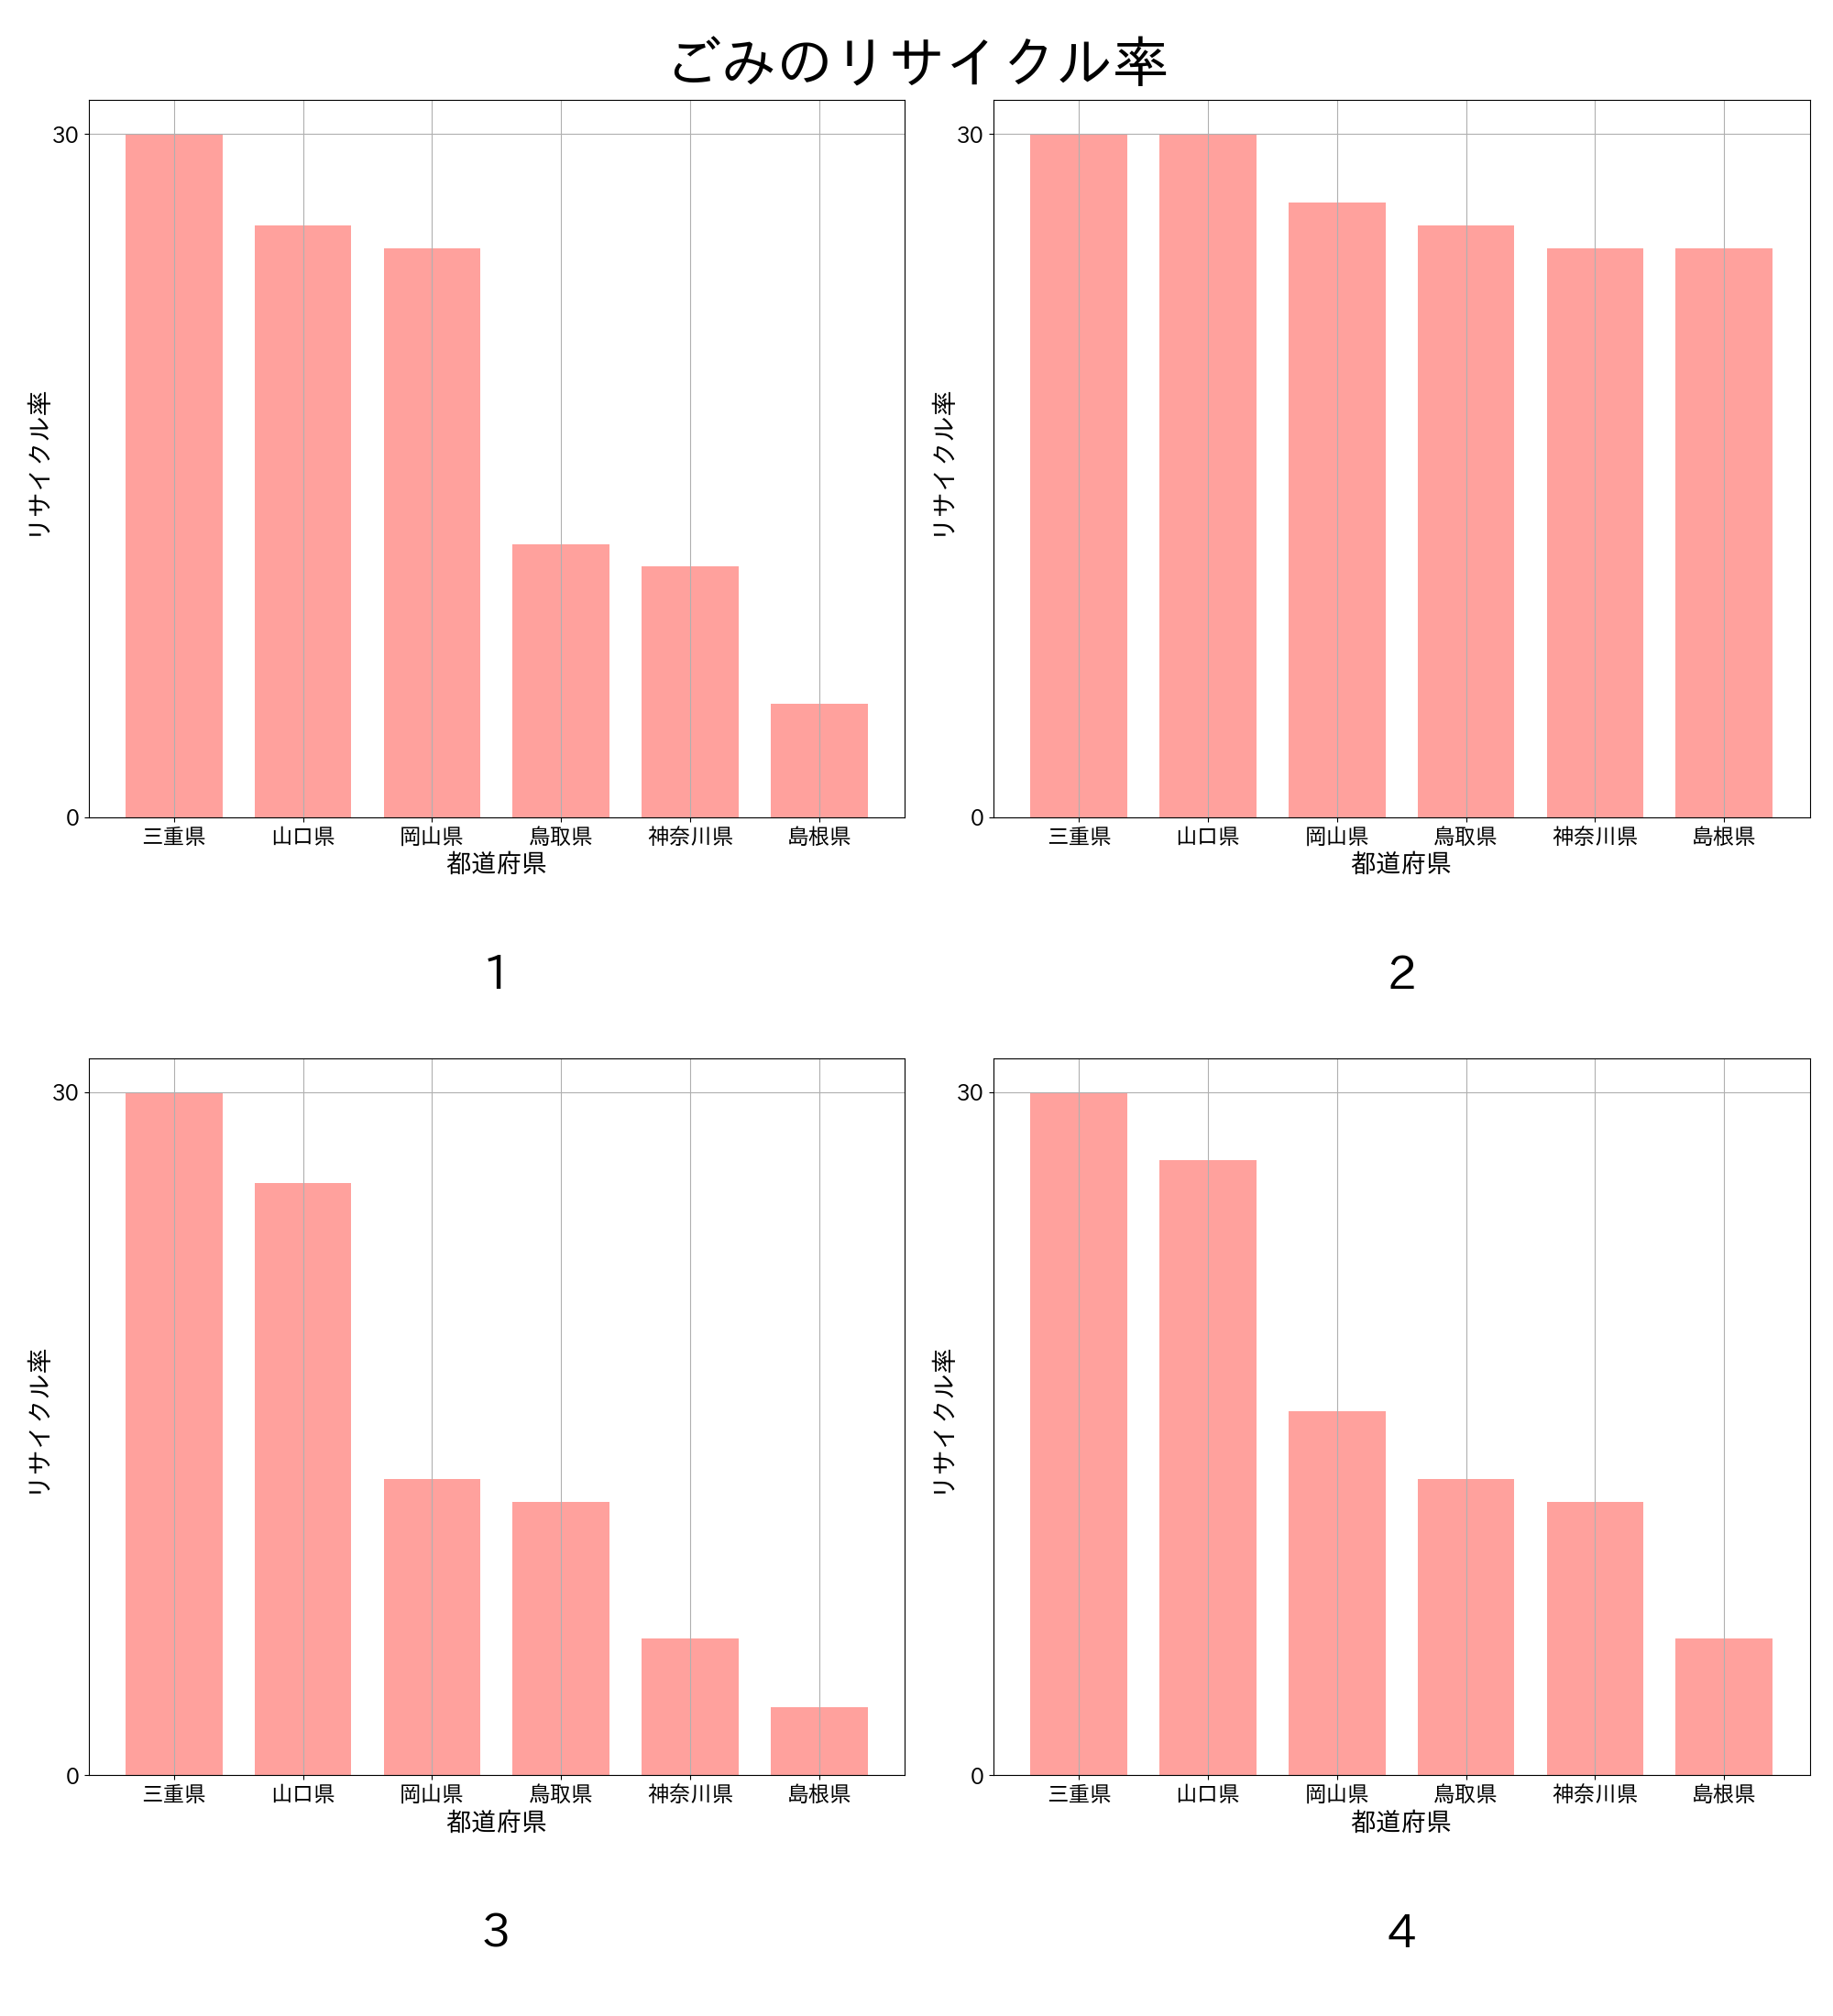 ごみのリサイクル率
30
0
リサイクル率
三重県 山口県 岡山県 鳥取県 神奈川県 島根県
都道府県
1
30
0
リサイクル率
三重県 山口県 岡山県 鳥取県 神奈川県 島根県
都道府県
2
30
0
リサイクル率
三重県 山口県 岡山県 鳥取県 神奈川県 島根県
都道府県
3
30
0
リサイクル率
三重県 山口県 岡山県 鳥取県 神奈川県 島根県
都道府県
4